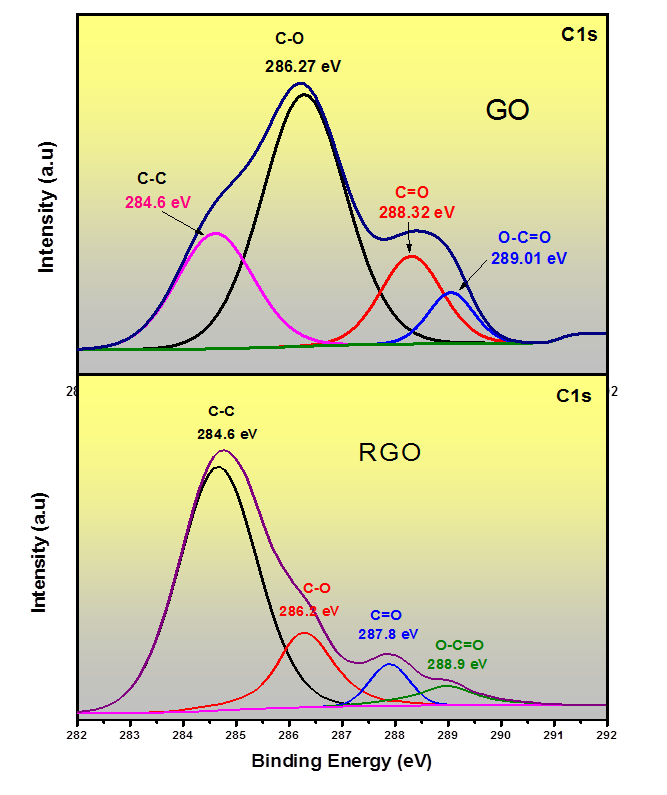 C-O
C1s
286.27 eV
GO
C-C
284.6 eV
C=O
288.32 eV
O-C=O
289.01 eV
Intensity (a.u)
28
2
C1s
C-C
284.6 eV
RGO
C-O
286.2 eV
C=O
287.8 eV
O-C=O
288.9 eV
Intensity (a.u)
282 283 284 285 286 287 288 289 290 291 292
Binding Energy (eV)